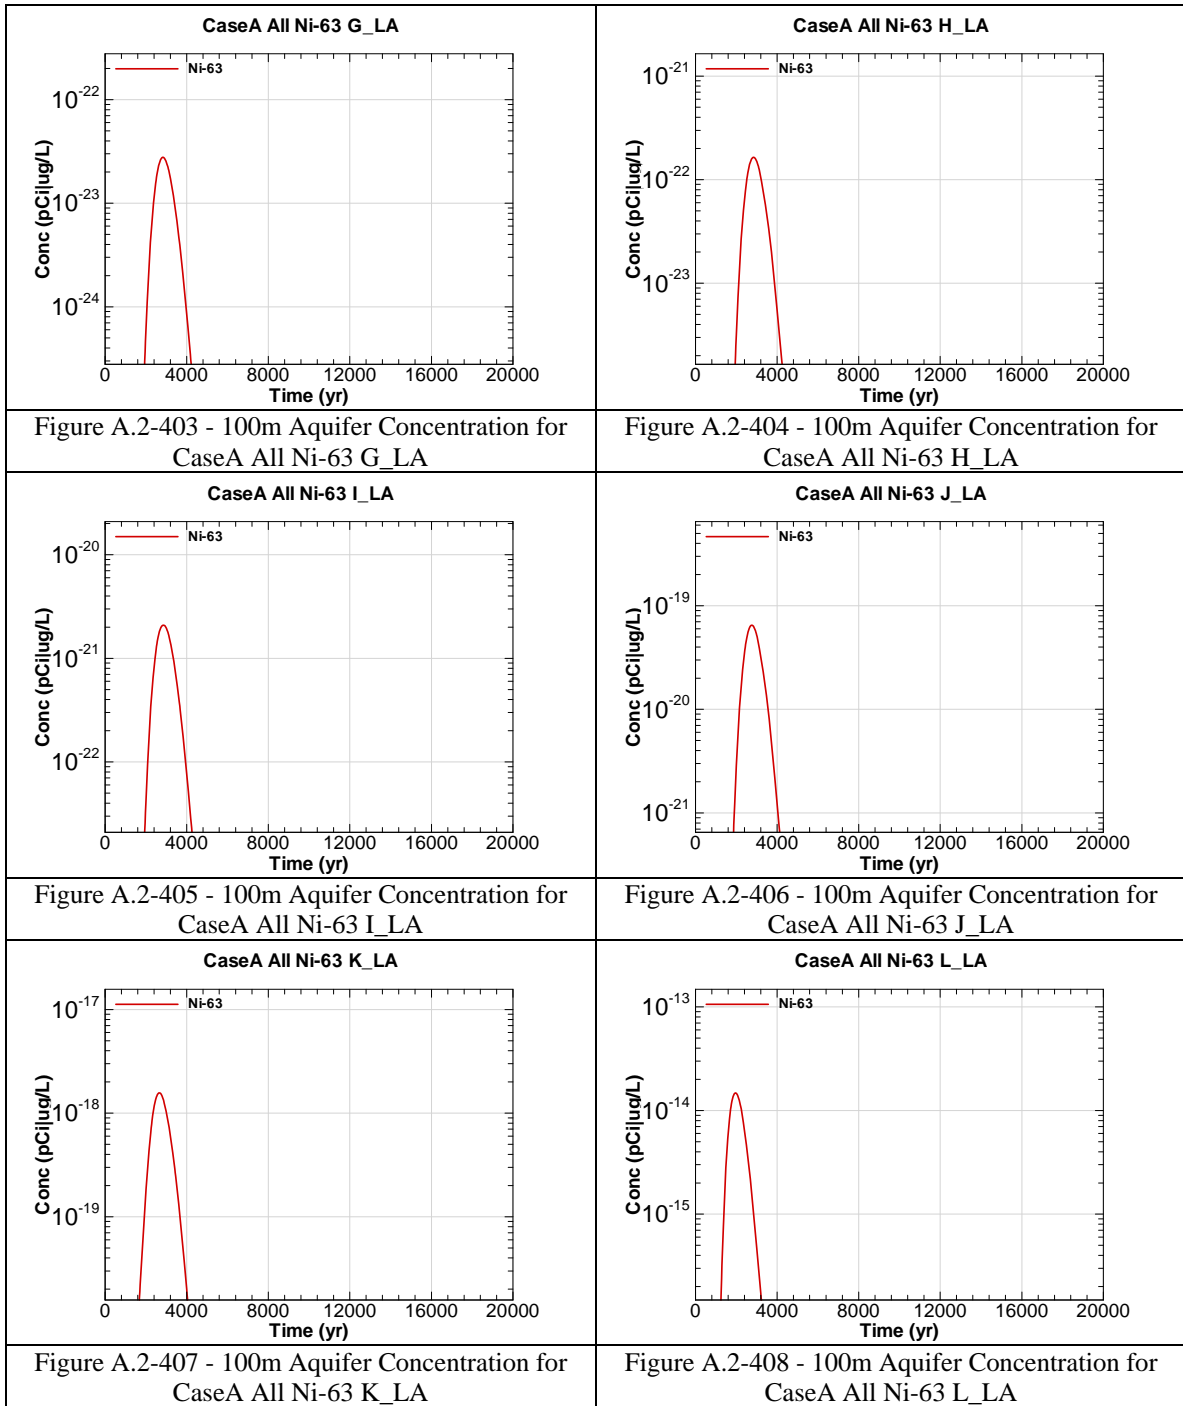 CaseA All Ni-63 G_LA
Ni-63
10-22
10-23
10-24
Conc (pCi|ug/L)
0 4000 8000 12000 16000 20000
Time (yr)
Figure A.2-403 - 100m Aquifer Concentration for
CaseA All Ni-63 G_LA
CaseA All Ni-63 H_LA
Ni-63
10-21
10-22
10-23
Conc (pCi|ug/L)
0 4000 8000 12000 16000 20000
Time (yr)
Figure A.2-404 - 100m Aquifer Concentration for
CaseA All Ni-63 H_LA
CaseA All Ni-63 I_LA
Ni-63
10-20
10-21
10-22
Conc (pCi|ug/L)
0 4000 8000 12000 16000 20000
Time (yr)
Figure A.2-405 - 100m Aquifer Concentration for
CaseA All Ni-63 I_LA
CaseA All Ni-63 J_LA
Ni-63
10-19
10-20
10-21
Conc (pCi|ug/L)
0 4000 8000 12000 16000 20000
Time (yr)
Figure A.2-406 - 100m Aquifer Concentration for
CaseA All Ni-63 J_LA
CaseA All Ni-63 K_LA
Ni-63
10-17
10-18
10-19
Conc (pCi|ug/L)
0 4000 8000 12000 16000 20000
Time (yr)
Figure A.2-407 - 100m Aquifer Concentration for
CaseA All Ni-63 K_LA
CaseA All Ni-63 L_LA
Ni-63
10-13
10-14
10-15
Conc (pCi|ug/L)
0 4000 8000 12000 16000 20000
Time (yr)
Figure A.2-408 - 100m Aquifer Concentration for
CaseA All Ni-63 L_LA